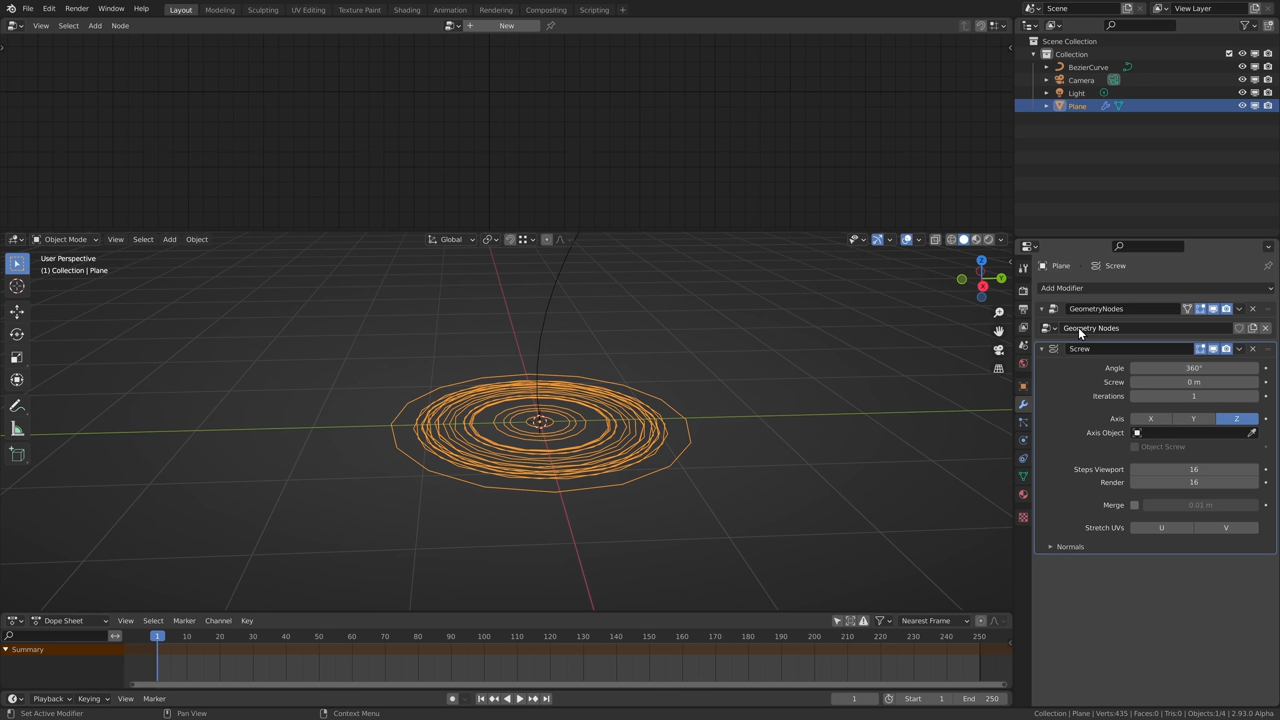 File Edit Render Window Help Layout Modeling Sculpting UV Editing Texture Paint Shading Animation Rendering Compositing Scripting + Scene View Layer
View Select Add Node New
Scene Collection
Collection
BezierCurve
Camera
Light
Plane
Object Mode View Select Add Object Global
User Perspective
(1) Collection | Plane
Z
Y
X
Plane Screw
Add Modifier
GeometryNodes
Geometry Nodes
Screw
Angle 360°
Screw 0 m
Iterations 1
Axis X Y Z
Axis Object
Object Screw
Steps Viewport 16
Render 16
Merge 0.01 m
Stretch UVs U V
Normals
Dope Sheet View Select Marker Channel Key Nearest Frame
1 10 20 30 40 50 60 70 80 90 100 110 120 130 140 150 160 170 180 190 200 210 220 230 240 250
Summary
Playback Keying View Marker 1 Start 1 End 250
Set Active Modifier Pan View Context Menu Collection | Plane | Verts:435 | Faces:0 | Tris:0 | Objects:1/4 | 2.93.0 Alpha